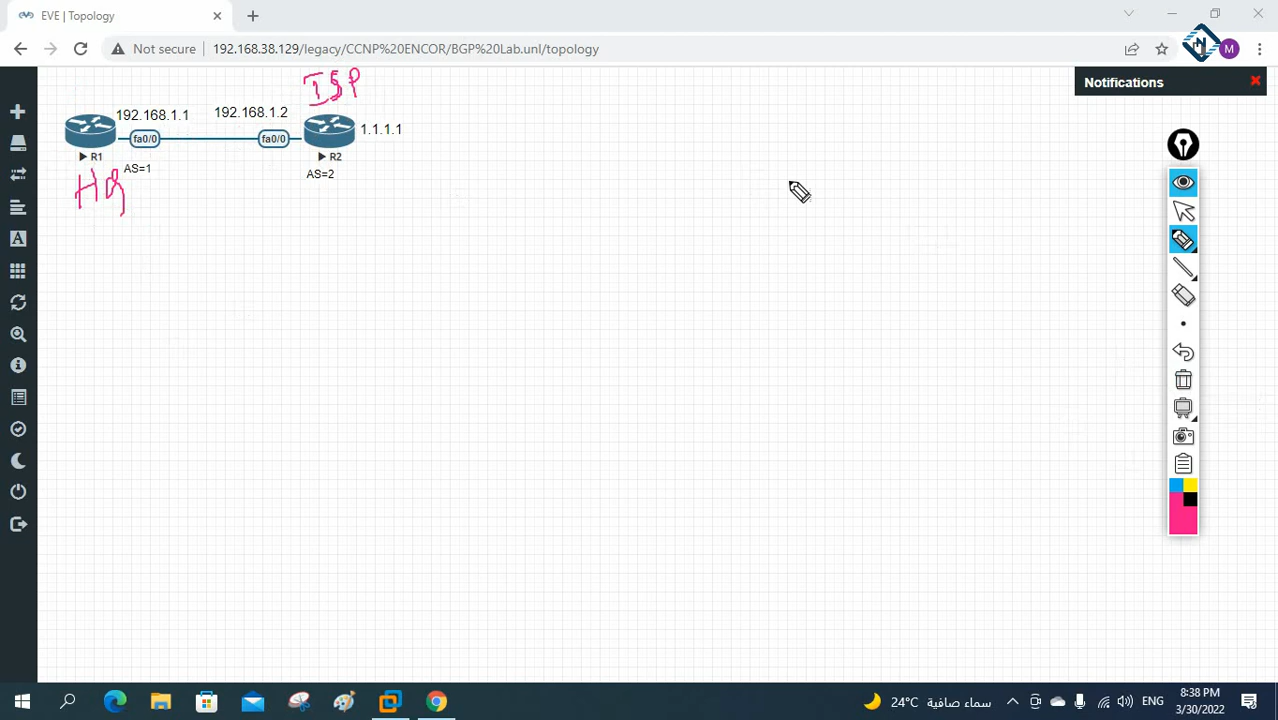 EVE | Topology
Not secure
192.168.38.129/legacy/CCNP%20ENCOR/BGP%20Lab.unl/topology
M
Notifications
ISP
192.168.1.1
192.168.1.2
fa0/0
fa0/0
1.1.1.1
R1
AS=1
R2
AS=2
HQ
A
24°C
سماء صافية
ENG
8:38 PM
3/30/2022